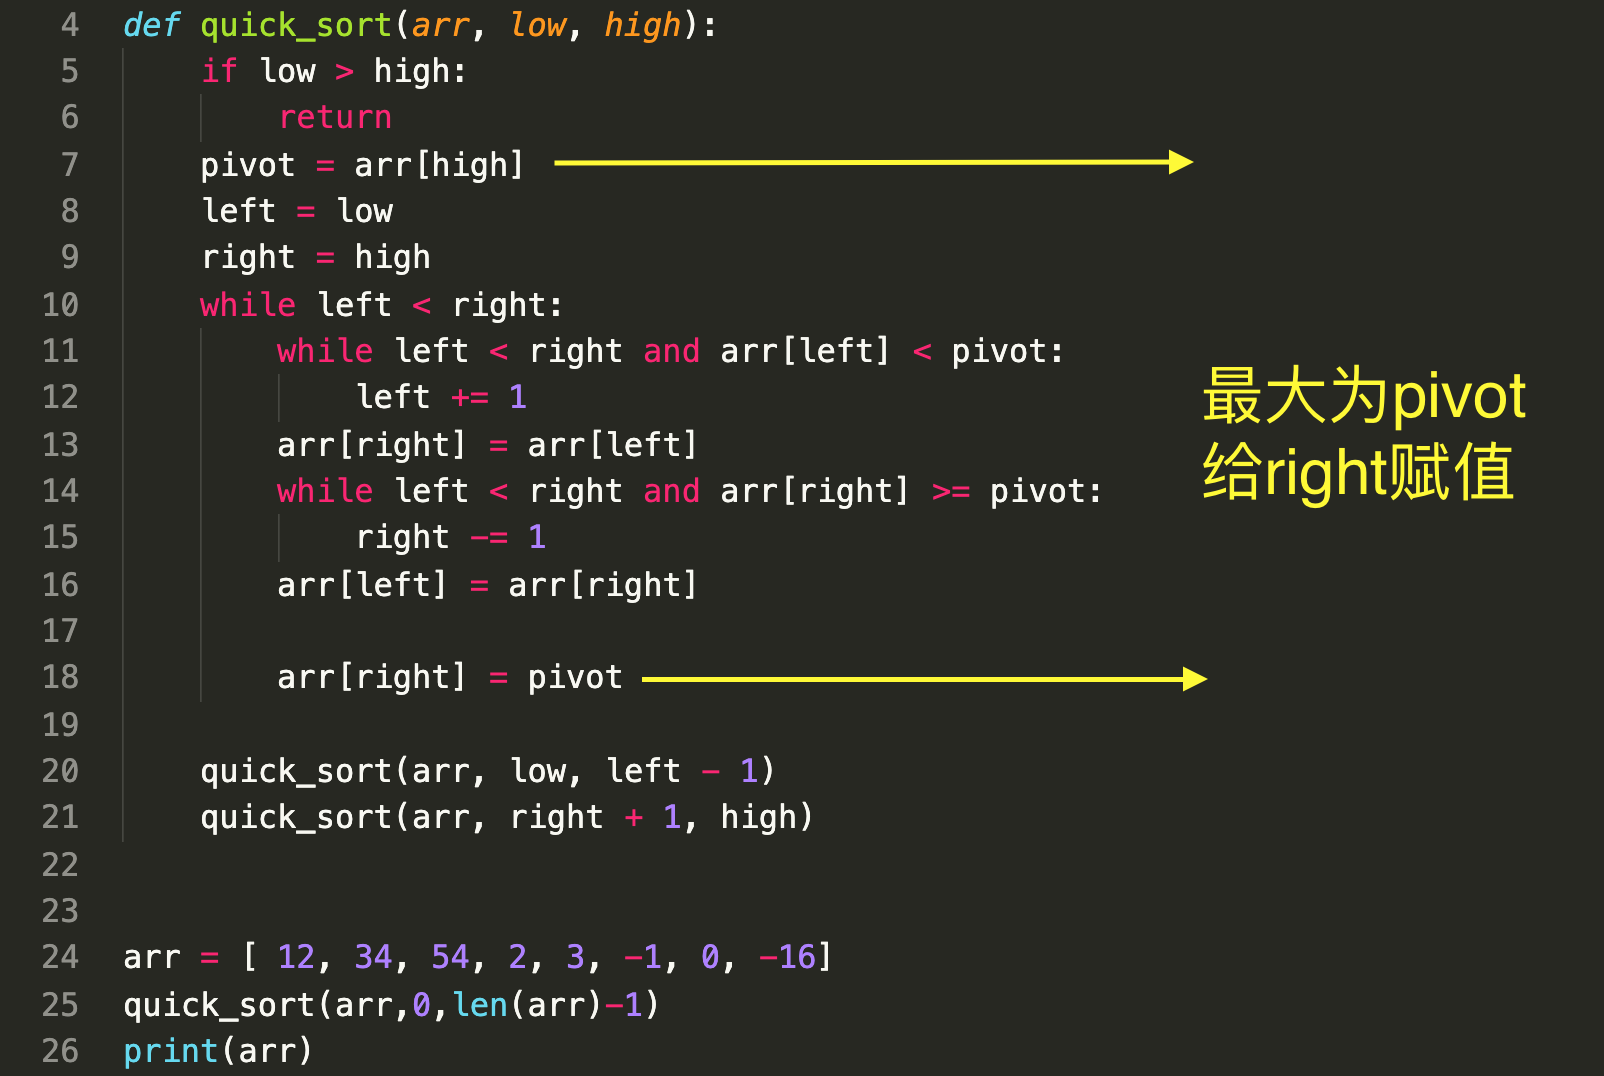 4 def quick_sort(arr, low, high):
5 if low > high:
6 return
7 pivot = arr[high]
8 left = low
9 right = high
10 while left < right:
11 while left < right and arr[left] < pivot:
12 left += 1
13 arr[right] = arr[left]
14 while left < right and arr[right] >= pivot:
15 right -= 1
16 arr[left] = arr[right]
17
18 arr[right] = pivot
19
20 quick_sort(arr, low, left - 1)
21 quick_sort(arr, right + 1, high)
22
23
24 arr = [ 12, 34, 54, 2, 3, -1, 0, -16]
25 quick_sort(arr,0,len(arr)-1)
26 print(arr)
最大为pivot
给right赋值